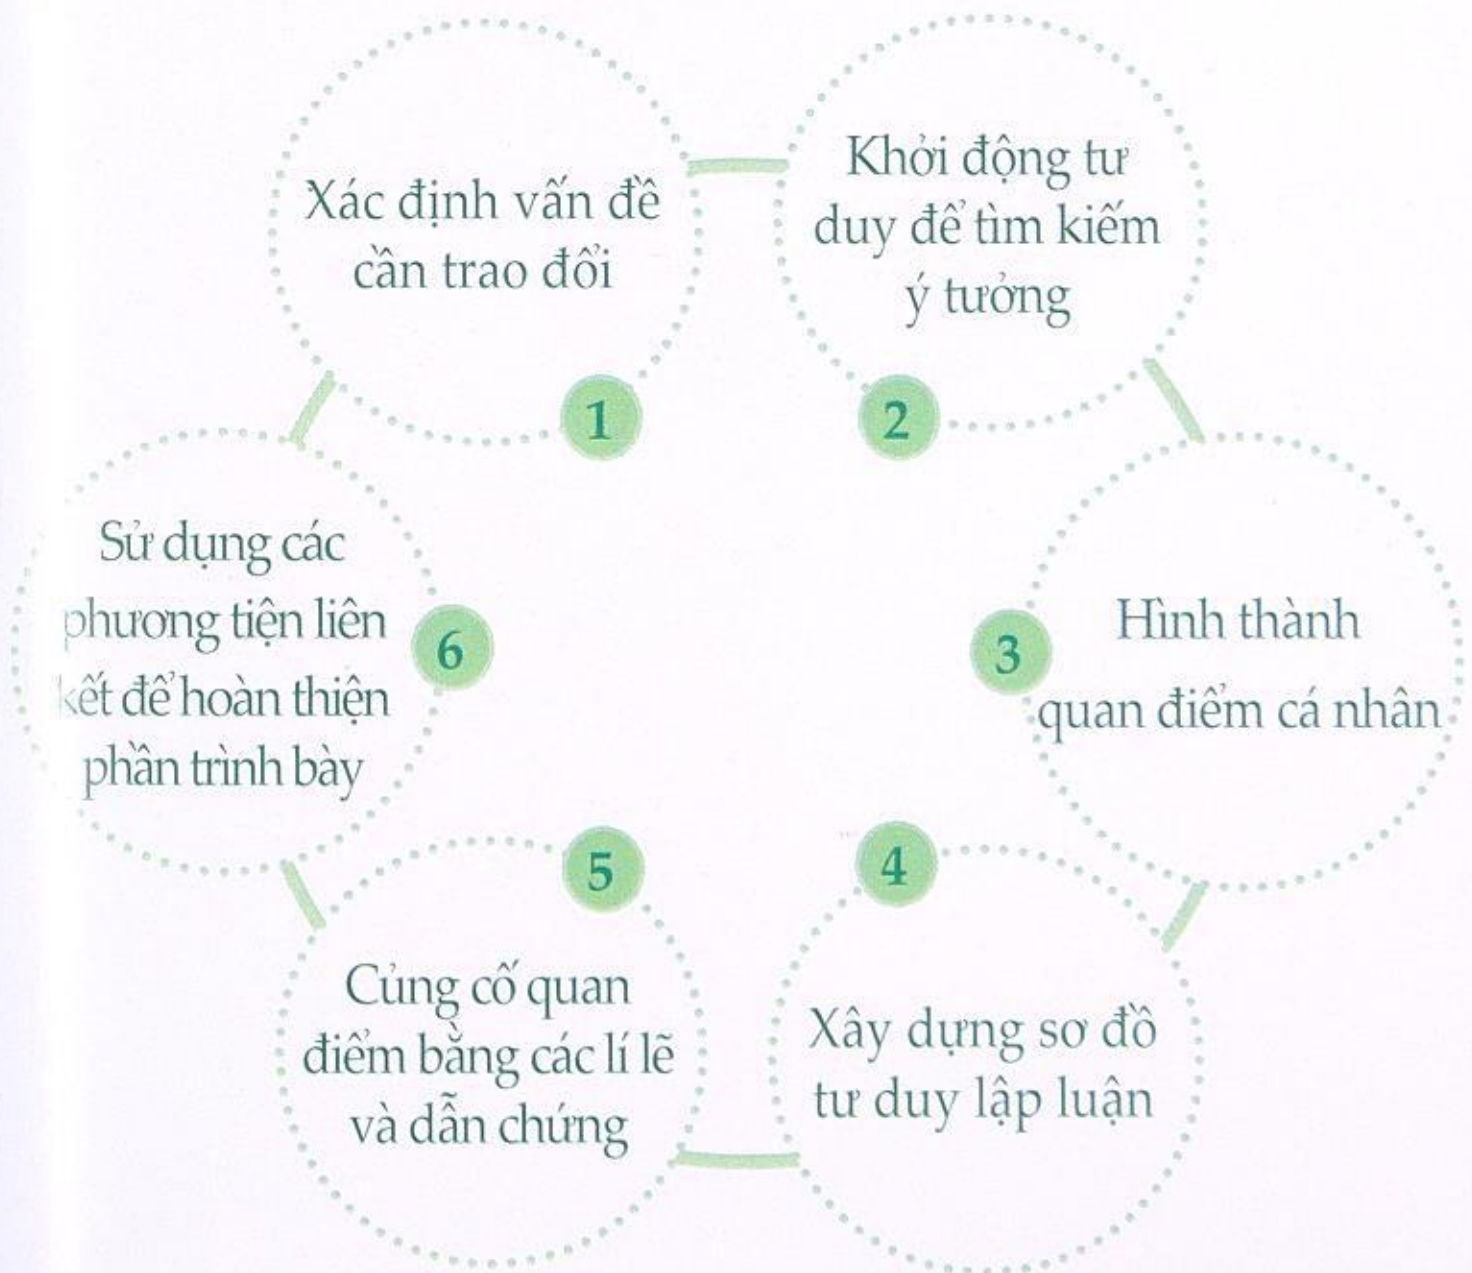 Xác định vấn đề
cần trao đổi
1
Khởi động tư
duy để tìm kiếm
ý tưởng
2
Hình thành
quan điểm cá nhân
3
Xây dựng sơ đồ
tư duy lập luận
4
Củng cố quan
điểm bằng các lí lẽ
và dẫn chứng
5
Sử dụng các
phương tiện liên
kết để hoàn thiện
phần trình bày
6